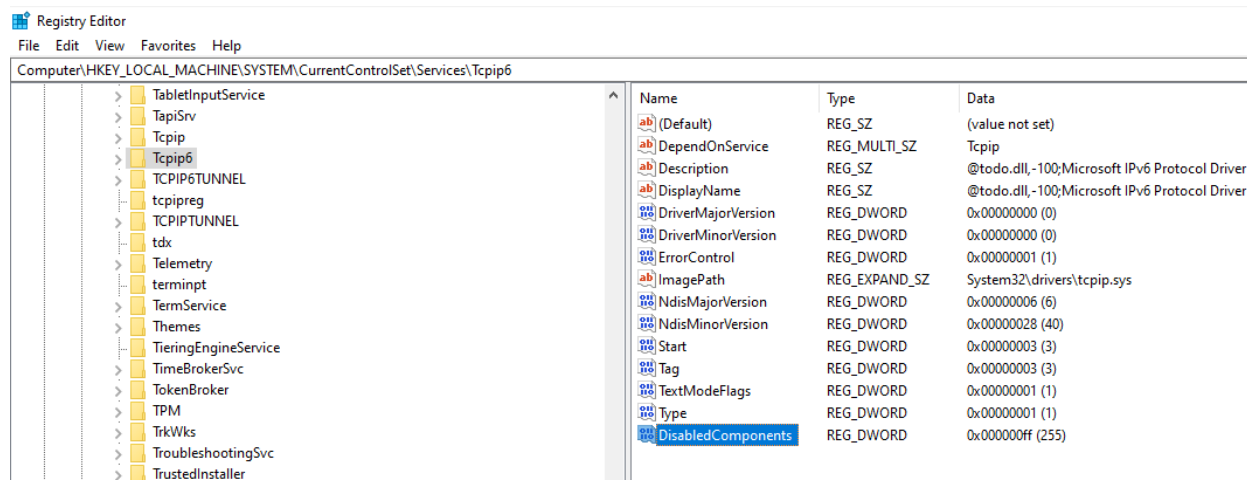 Registry Editor
File Edit View Favorites Help
Computer\HKEY_LOCAL_MACHINE\SYSTEM\CurrentControlSet\Services\Tcpip6
TabletInputService
TapiSrv
Tcpip
Tcpip6
TCPIP6TUNNEL
tcpipreg
TCPIPTUNNEL
tdx
Telemetry
terminpt
TermService
Themes
TieringEngineService
TimeBrokerSvc
TokenBroker
TPM
TrkWks
TroubleshootingSvc
TrustedInstaller
Name Type Data
(Default) REG_SZ (value not set)
DependOnService REG_MULTI_SZ Tcpip
Description REG_SZ @todo.dll,-100;Microsoft IPv6 Protocol Driver
DisplayName REG_SZ @todo.dll,-100;Microsoft IPv6 Protocol Driver
DriverMajorVersion REG_DWORD 0x00000000 (0)
DriverMinorVersion REG_DWORD 0x00000000 (0)
ErrorControl REG_DWORD 0x00000001 (1)
ImagePath REG_EXPAND_SZ System32\drivers\tcpip.sys
NdisMajorVersion REG_DWORD 0x00000006 (6)
NdisMinorVersion REG_DWORD 0x00000028 (40)
Start REG_DWORD 0x00000003 (3)
Tag REG_DWORD 0x00000003 (3)
TextModeFlags REG_DWORD 0x00000001 (1)
Type REG_DWORD 0x00000001 (1)
DisabledComponents REG_DWORD 0x000000ff (255)